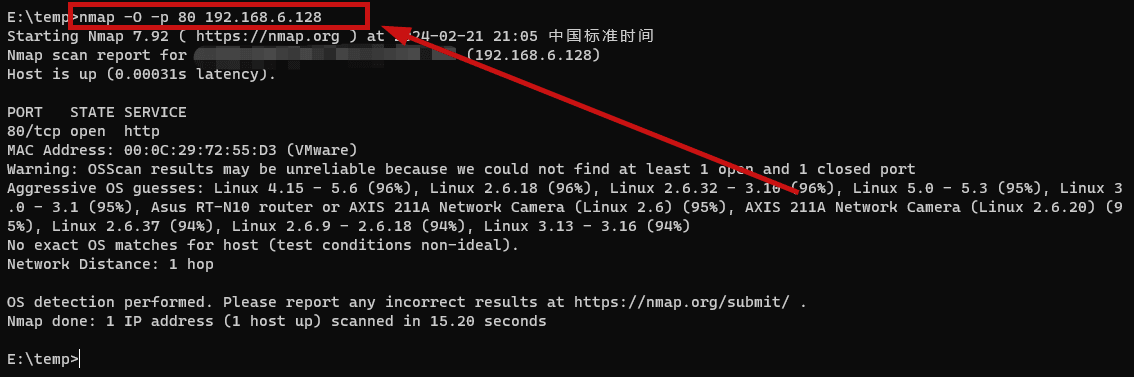 E:\temp>nmap -O -p 80 192.168.6.128
Starting Nmap 7.92 ( https://nmap.org ) at 2024-02-21 21:05 中国标准时间
Nmap scan report for (192.168.6.128)
Host is up (0.00031s latency).
PORT   STATE SERVICE
80/tcp open  http
MAC Address: 00:0C:29:72:55:D3 (VMware)
Warning: OSScan results may be unreliable because we could not find at least 1 open and 1 closed port
Aggressive OS guesses: Linux 4.15 - 5.6 (96%), Linux 2.6.18 (96%), Linux 2.6.32 - 3.10 (96%), Linux 5.0 - 5.3 (95%), Linux 3
.0 - 3.1 (95%), Asus RT-N10 router or AXIS 211A Network Camera (Linux 2.6) (95%), AXIS 211A Network Camera (Linux 2.6.20) (9
5%), Linux 2.6.37 (94%), Linux 2.6.9 - 2.6.18 (94%), Linux 3.13 - 3.16 (94%)
No exact OS matches for host (test conditions non-ideal).
Network Distance: 1 hop
OS detection performed. Please report any incorrect results at https://nmap.org/submit/ .
Nmap done: 1 IP address (1 host up) scanned in 15.20 seconds
E:\temp>